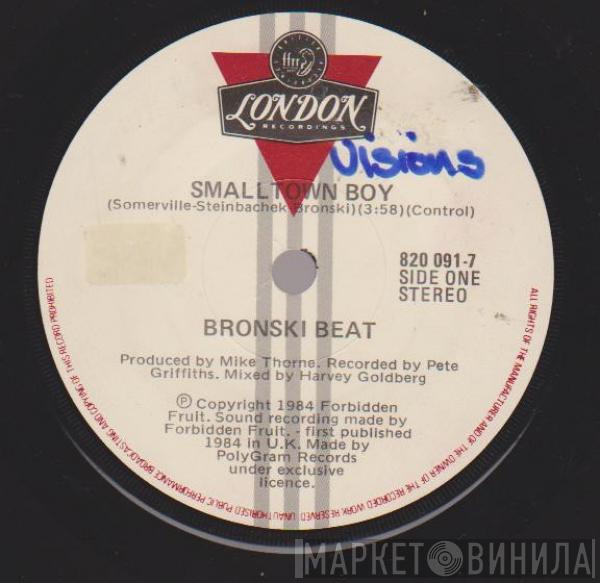 ffrr
LONDON
RECORDINGS
Visions
SMALLTOWN BOY
(Somerville-Steinbachek-Bronski)(3:58)(Control)
820 091-7
SIDE ONE
STEREO
BRONSKI BEAT
Produced by Mike Thorne. Recorded by Pete
Griffiths. Mixed by Harvey Goldberg
Ⓟ Copyright 1984 Forbidden
Fruit. Sound recording made by
Forbidden Fruit. - first published
1984 in U.K. Made by
PolyGram Records
under exclusive
licence.
ALL RIGHTS OF THE MANUFACTURER AND OF THE OWNER OF THE RECORDED WORK RESERVED UNAUTHORISED PUBLIC PERFORMANCE BROADCASTING AND COPYING OF THIS RECORD PROHIBITED
МАРКЕТ ВИНИЛА